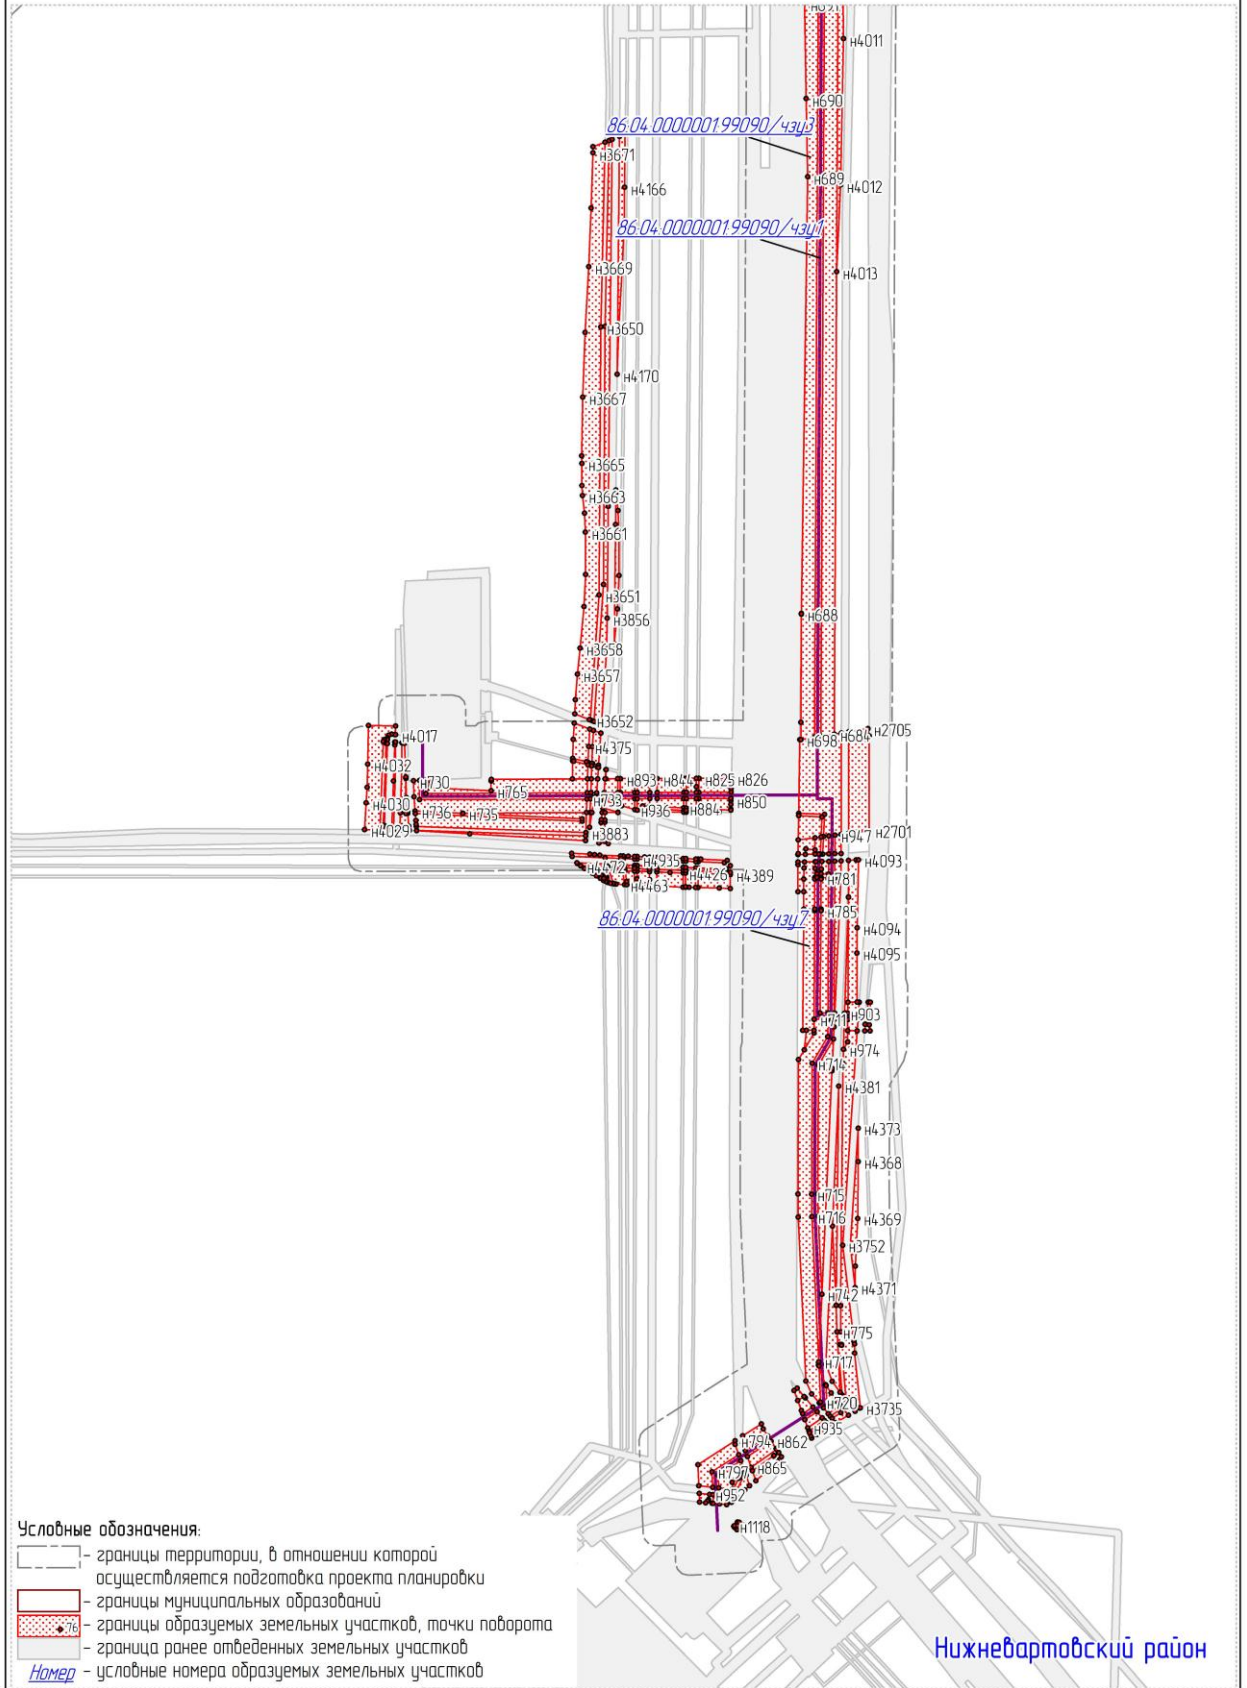 н691
н4011
н690
86:04:0000001:99090/чзу3
н3671
н689
н4012
н4166
86:04:0000001:99090/чзу1
н3669
н4013
н3650
н4170
н3667
н3665
н3663
н3661
н3651
н688
н3856
н3658
н3657
н3652
н4017
н4375
н698
н684
н2705
н4032
н730
н765
н893
н844
н825
н826
н4030
н736
н735
н733
н936
н884
н850
н4029
н3883
н947
н2701
н4472
н4935
н4463
н4426
н4389
н4093
н781
86:04:0000001:99090/чзу7
н785
н4094
н4095
н711
н903
н714
н974
н4381
н4373
н4368
н715
н716
н4369
н3752
н742
н4371
н775
н717
н720
н3735
н935
н794
н862
н797
н865
н952
н1118
Условные обозначения:
- границы территории, в отношении которой
осуществляется подготовка проекта планировки
- границы муниципальных образований
76 - границы образуемых земельных участков, точки поворота
- граница ранее отведенных земельных участков
Номер - условные номера образуемых земельных участков
Нижневартовский район